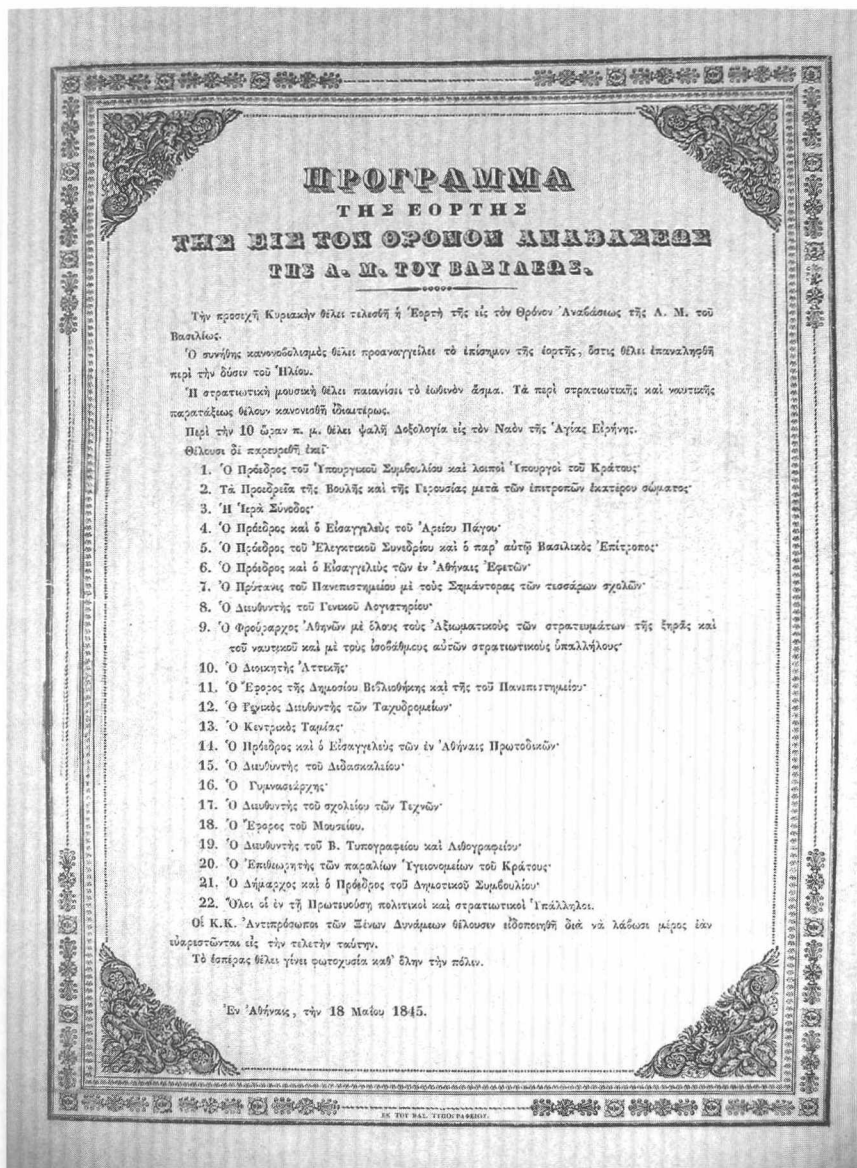 ΠΡΟΓΡΑΜΜΑ
ΤΗΣ ΕΟΡΤΗΣ
ΤΗΣ ΕΙΣ ΤΟΝ ΘΡΟΝΟΝ ΑΝΑΒΑΣΕΩΣ
ΤΗΣ Α. Μ. ΤΟΥ ΒΑΣΙΛΕΩΣ.
Τὴν προσεχῆ Κυριακὴν θέλει τελεσθῆ ἡ Ἑορτὴ τῆς εἰς τὸν Θρόνον Ἀναβάσεως τῆς Α. Μ. τοῦ
Βασιλέως.
Ὁ συνήθης κανονοβολισμὸς θέλει προαναγγείλει τὸ ἐπίσημον τῆς ἑορτῆς, ὅστις θέλει ἐπαναληφθῆ
περὶ τὴν δύσιν τοῦ Ἡλίου.
Ἡ στρατιωτικὴ μουσικὴ θέλει παιανίσει τὸ ἑωθινὸν ἆσμα. Τὰ περὶ στρατιωτικῆς καὶ ναυτικῆς
παρατάξεως θέλουν κανονισθῆ ἰδιαιτέρως.
Περὶ τὴν 10 ὥραν π. μ. θέλει ψαλῆ Δοξολογία εἰς τὸν Ναὸν τῆς Ἁγίας Εἰρήνης.
Θέλουσι δὲ παρευρεθῆ ἐκεῖ·
1. Ὁ Πρόεδρος τοῦ Ὑπουργικοῦ Συμβουλίου καὶ λοιποὶ Ὑπουργοὶ τοῦ Κράτους·
2. Τὰ Προεδρεῖα τῆς Βουλῆς καὶ τῆς Γερουσίας μετὰ τῶν ἐπιτροπῶν ἑκατέρου σώματος·
3. Ἡ Ἱερὰ Σύνοδος·
4. Ὁ Πρόεδρος καὶ ὁ Εἰσαγγελεὺς τοῦ Ἀρείου Πάγου·
5. Ὁ Πρόεδρος τοῦ Ἐλεγκτικοῦ Συνεδρίου καὶ ὁ παρ' αὐτῷ Βασιλικὸς Ἐπίτροπος·
6. Ὁ Πρόεδρος καὶ ὁ Εἰσαγγελεὺς τῶν ἐν Ἀθήναις Ἐφετῶν·
7. Ὁ Πρύτανις τοῦ Πανεπιστημείου μὲ τοὺς Σημάντορας τῶν τεσσάρων σχολῶν·
8. Ὁ Διευθυντὴς τοῦ Γενικοῦ Λογιστηρίου·
9. Ὁ Φρούραρχος Ἀθηνῶν μὲ ὅλους τοὺς Ἀξιωματικοὺς τῶν στρατευμάτων τῆς ξηρᾶς καὶ
τοῦ ναυτικοῦ καὶ μὲ τοὺς ἰσοβάθμους αὐτῶν στρατιωτικοὺς ὑπαλλήλους·
10. Ὁ Διοικητὴς Ἀττικῆς·
11. Ὁ Ἔφορος τῆς Δημοσίου Βιβλιοθήκης καὶ τῆς τοῦ Πανεπιστημείου·
12. Ὁ Γενικὸς Διευθυντὴς τῶν Ταχυδρομείων·
13. Ὁ Κεντρικὸς Ταμίας·
14. Ὁ Πρόεδρος καὶ ὁ Εἰσαγγελεὺς τῶν ἐν Ἀθήναις Πρωτοδικῶν·
15. Ὁ Διευθυντὴς τοῦ Διδασκαλείου·
16. Ὁ Γυμνασιάρχης·
17. Ὁ Διευθυντὴς τοῦ σχολείου τῶν Τεχνῶν·
18. Ὁ Ἔφορος τοῦ Μουσείου.
19. Ὁ Διευθυντὴς τοῦ Β. Τυπογραφείου καὶ Λιθογραφείου·
20. Ὁ Ἐπιθεωρητὴς τῶν παραλίων Ὑγειονομείων τοῦ Κράτους·
21. Ὁ Δήμαρχος καὶ ὁ Πρόεδρος τοῦ Δημοτικοῦ Συμβουλίου·
22. Ὅλοι οἱ ἐν τῇ Πρωτευούσῃ πολιτικοὶ καὶ στρατιωτικοὶ Ὑπάλληλοι.
Οἱ Κ.Κ. Ἀντιπρόσωποι τῶν Ξένων Δυνάμεων θέλουσιν εἰδοποιηθῆ διὰ νὰ λάβωσι μέρος ἐὰν
εὐαρεστῶνται εἰς τὴν τελετὴν ταύτην.
Τὸ ἑσπέρας θέλει γίνει φωτοχυσία καθ' ὅλην τὴν πόλιν.
Ἐν Ἀθήναις, τὴν 18 Μαΐου 1845.
ΕΚ ΤΟΥ ΒΑΣ. ΤΥΠΟΓΡΑΦΕΙΟΥ.